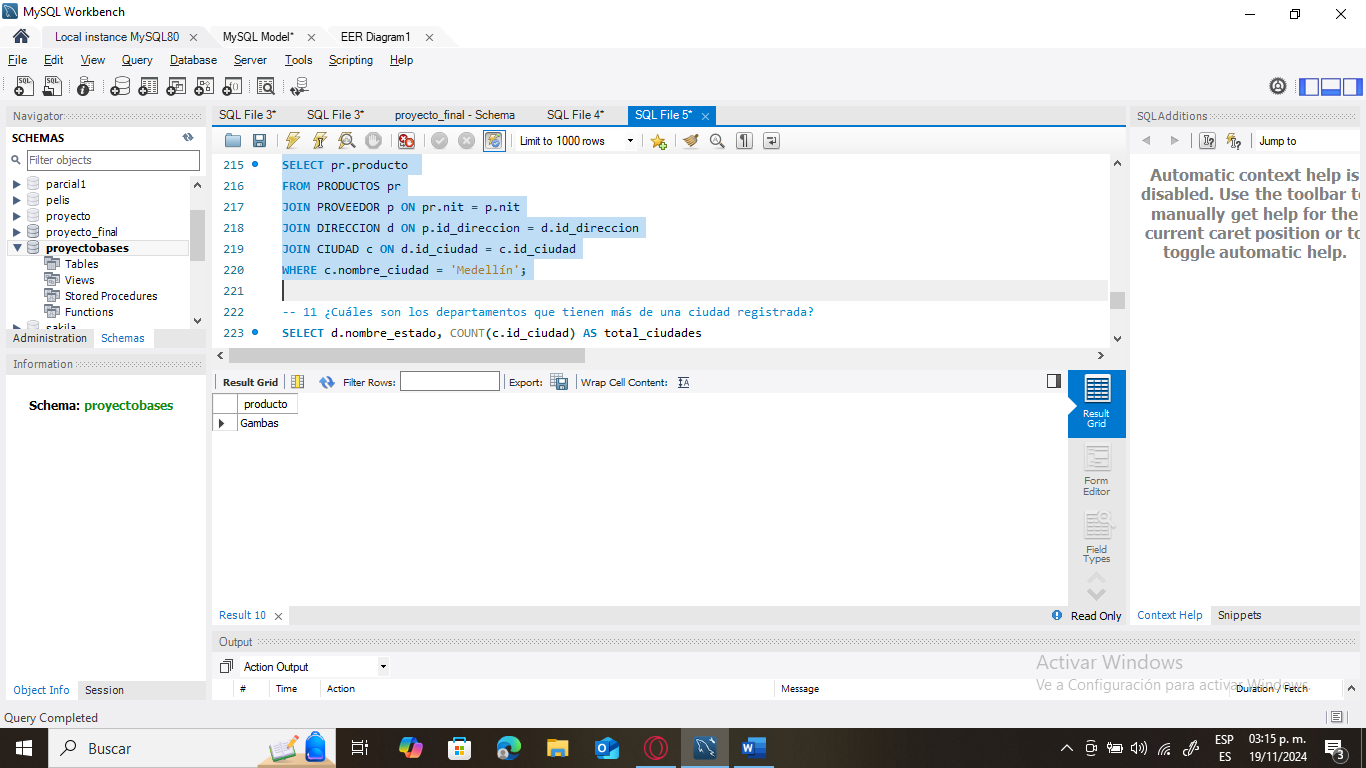 MySQL Workbench
Local instance MySQL80
MySQL Model*
EER Diagram1
File Edit View Query Database Server Tools Scripting Help
Navigator
SCHEMAS
Filter objects
parcial1
pelis
proyecto
proyecto_final
proyectobases
Tables
Views
Stored Procedures
Functions
sakila
Administration Schemas
Information
Schema: proyectobases
Object Info Session
SQL File 3* SQL File 3* proyecto_final - Schema SQL File 4* SQL File 5*
Limit to 1000 rows
215 SELECT pr.producto
216 FROM PRODUCTOS pr
217 JOIN PROVEEDOR p ON pr.nit = p.nit
218 JOIN DIRECCION d ON p.id_direccion = d.id_direccion
219 JOIN CIUDAD c ON d.id_ciudad = c.id_ciudad
220 WHERE c.nombre_ciudad = 'Medellín';
221
222 -- 11 ¿Cuáles son los departamentos que tienen más de una ciudad registrada?
223 SELECT d.nombre_estado, COUNT(c.id_ciudad) AS total_ciudades
Result Grid Filter Rows: Export: Wrap Cell Content:
producto
Gambas
Result
Grid
Form
Editor
Field
Types
Result 10
Read Only
Output
Action Output
# Time Action Message Duration / Fetch
SQLAdditions
Jump to
Automatic context help is
disabled. Use the toolbar to
manually get help for the
current caret position or to
toggle automatic help.
Context Help Snippets
Activar Windows
Ve a Configuración para activar Windows.
Query Completed
Buscar
ESP
ES
03:15 p. m.
19/11/2024
3